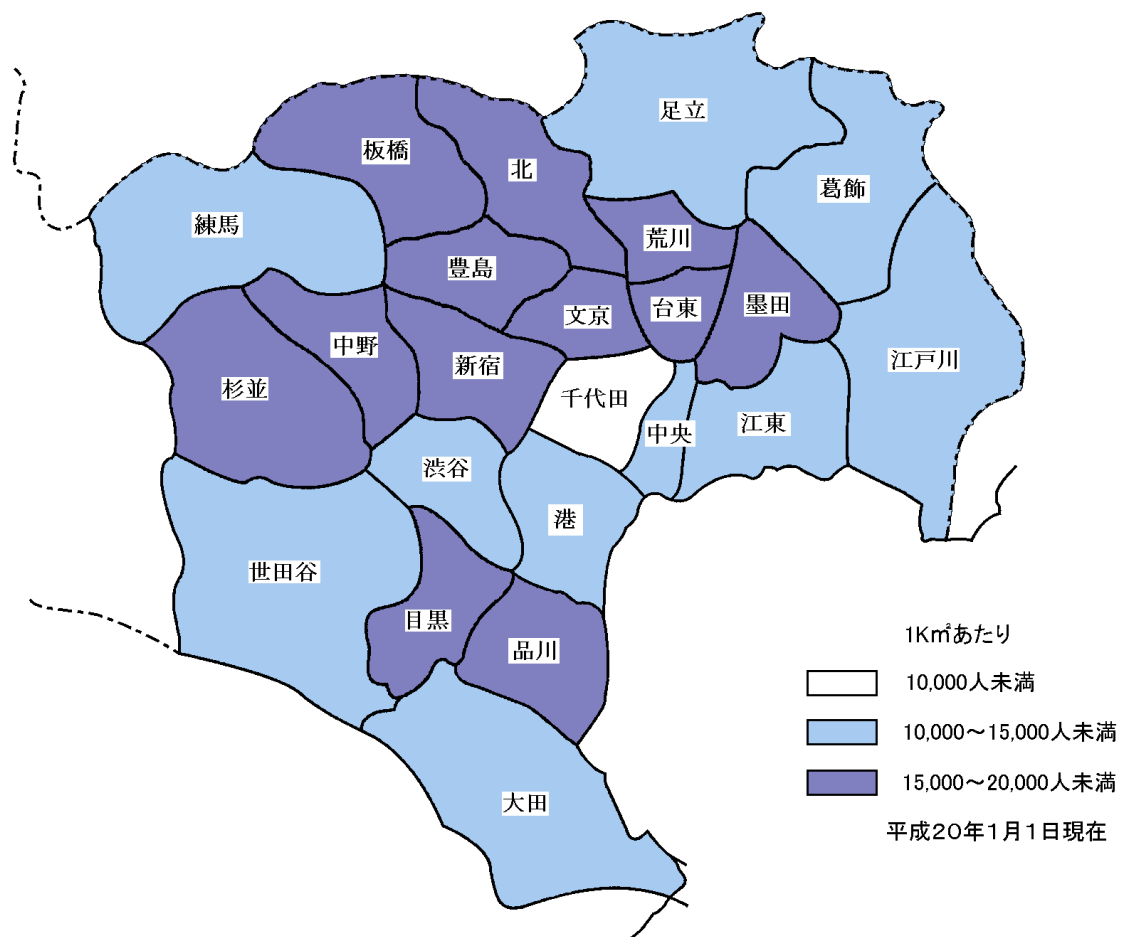 足立
板橋
北
葛飾
練馬
荒川
豊島
墨田
台東
文京
中野
新宿
江戸川
杉並
千代田
江東
中央
渋谷
港
世田谷
目黒
品川
大田
1K㎡あたり
10,000人未満
10,000～15,000人未満
15,000～20,000人未満
平成20年1月1日現在